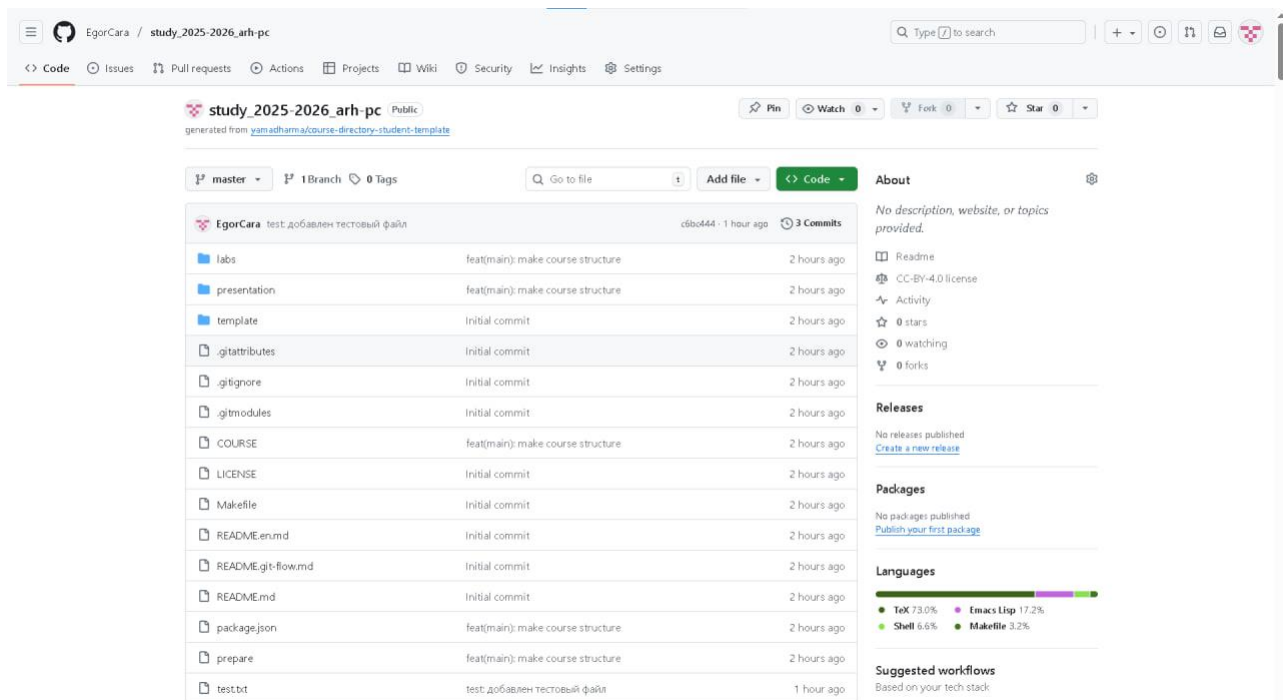 EgorCara / study_2025-2026_arh-pc
Type / to search
Code Issues Pull requests Actions Projects Wiki Security Insights Settings
study_2025-2026_arh-pc Public
Pin Watch 0 Fork 0 Star 0
generated from yamadharma/course-directory-student-template
master 1 Branch 0 Tags
Go to file t Add file Code
EgorCara test: добавлен тестовый файл 1 hour ago 3 Commits
labs feat(main): make course structure 2 hours ago
presentation feat(main): make course structure 2 hours ago
template Initial commit 2 hours ago
.gitattributes Initial commit 2 hours ago
.gitignore Initial commit 2 hours ago
.gitmodules Initial commit 2 hours ago
COURSE feat(main): make course structure 2 hours ago
LICENSE Initial commit 2 hours ago
Makefile Initial commit 2 hours ago
README.en.md Initial commit 2 hours ago
README.git-flow.md Initial commit 2 hours ago
README.md Initial commit 2 hours ago
package.json feat(main): make course structure 2 hours ago
prepare feat(main): make course structure 2 hours ago
test.txt test: добавлен тестовый файл 1 hour ago
About
No description, website, or topics
provided.
Readme
CC-BY-4.0 license
Activity
0 stars
0 watching
0 forks
Releases
No releases published
Create a new release
Packages
No packages published
Publish your first package
Languages
TeX 73.0% Emacs Lisp 17.2%
Shell 6.6% Makefile 3.2%
Suggested workflows
Based on your tech stack